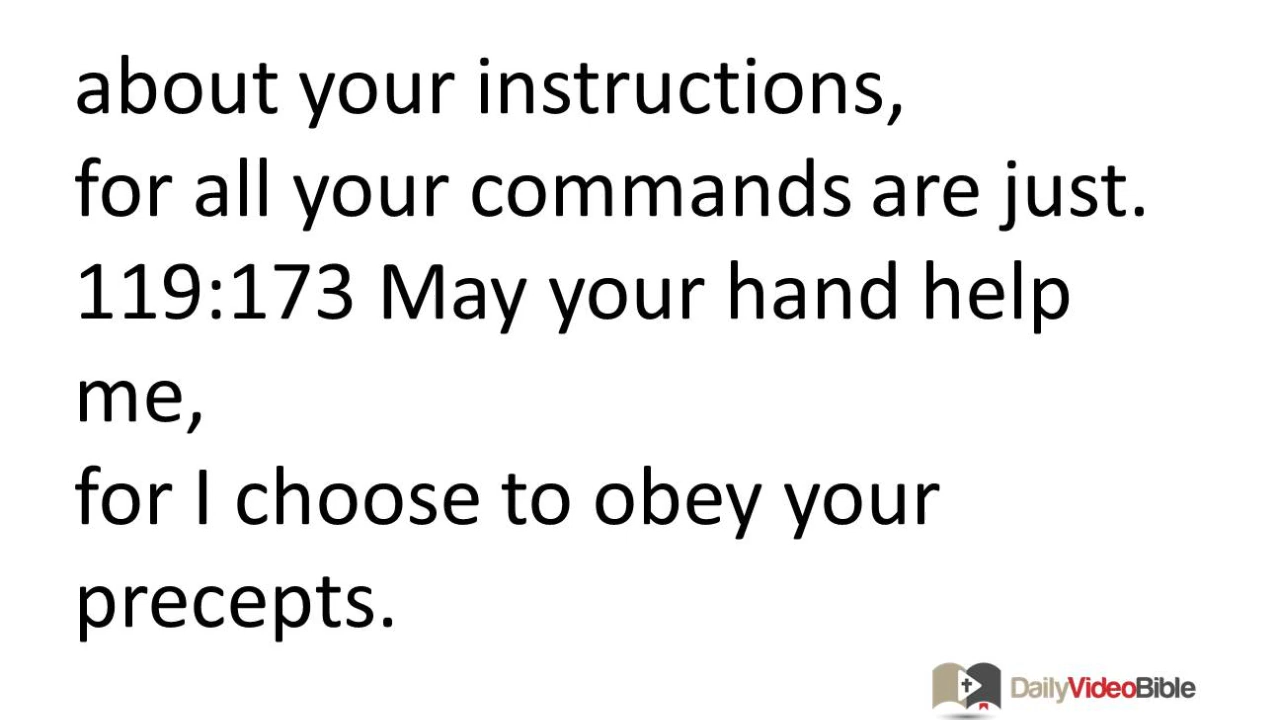 about your instructions,
for all your commands are just.
119:173 May your hand help
me,
for I choose to obey your
precepts.
DailyVideoBible